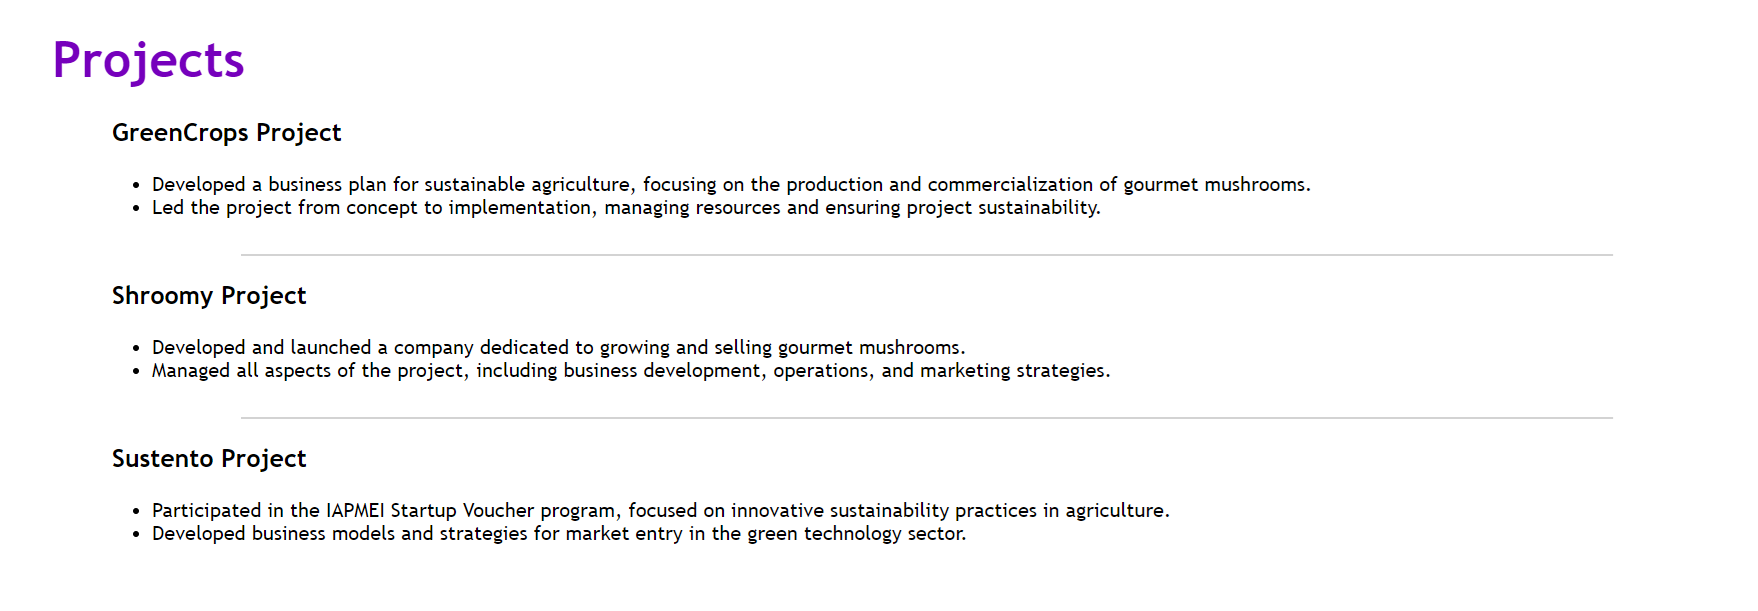 Projects
GreenCrops Project
• Developed a business plan for sustainable agriculture, focusing on the production and commercialization of gourmet mushrooms.
• Led the project from concept to implementation, managing resources and ensuring project sustainability.
Shroomy Project
• Developed and launched a company dedicated to growing and selling gourmet mushrooms.
• Managed all aspects of the project, including business development, operations, and marketing strategies.
Sustento Project
• Participated in the IAPMEI Startup Voucher program, focused on innovative sustainability practices in agriculture.
• Developed business models and strategies for market entry in the green technology sector.